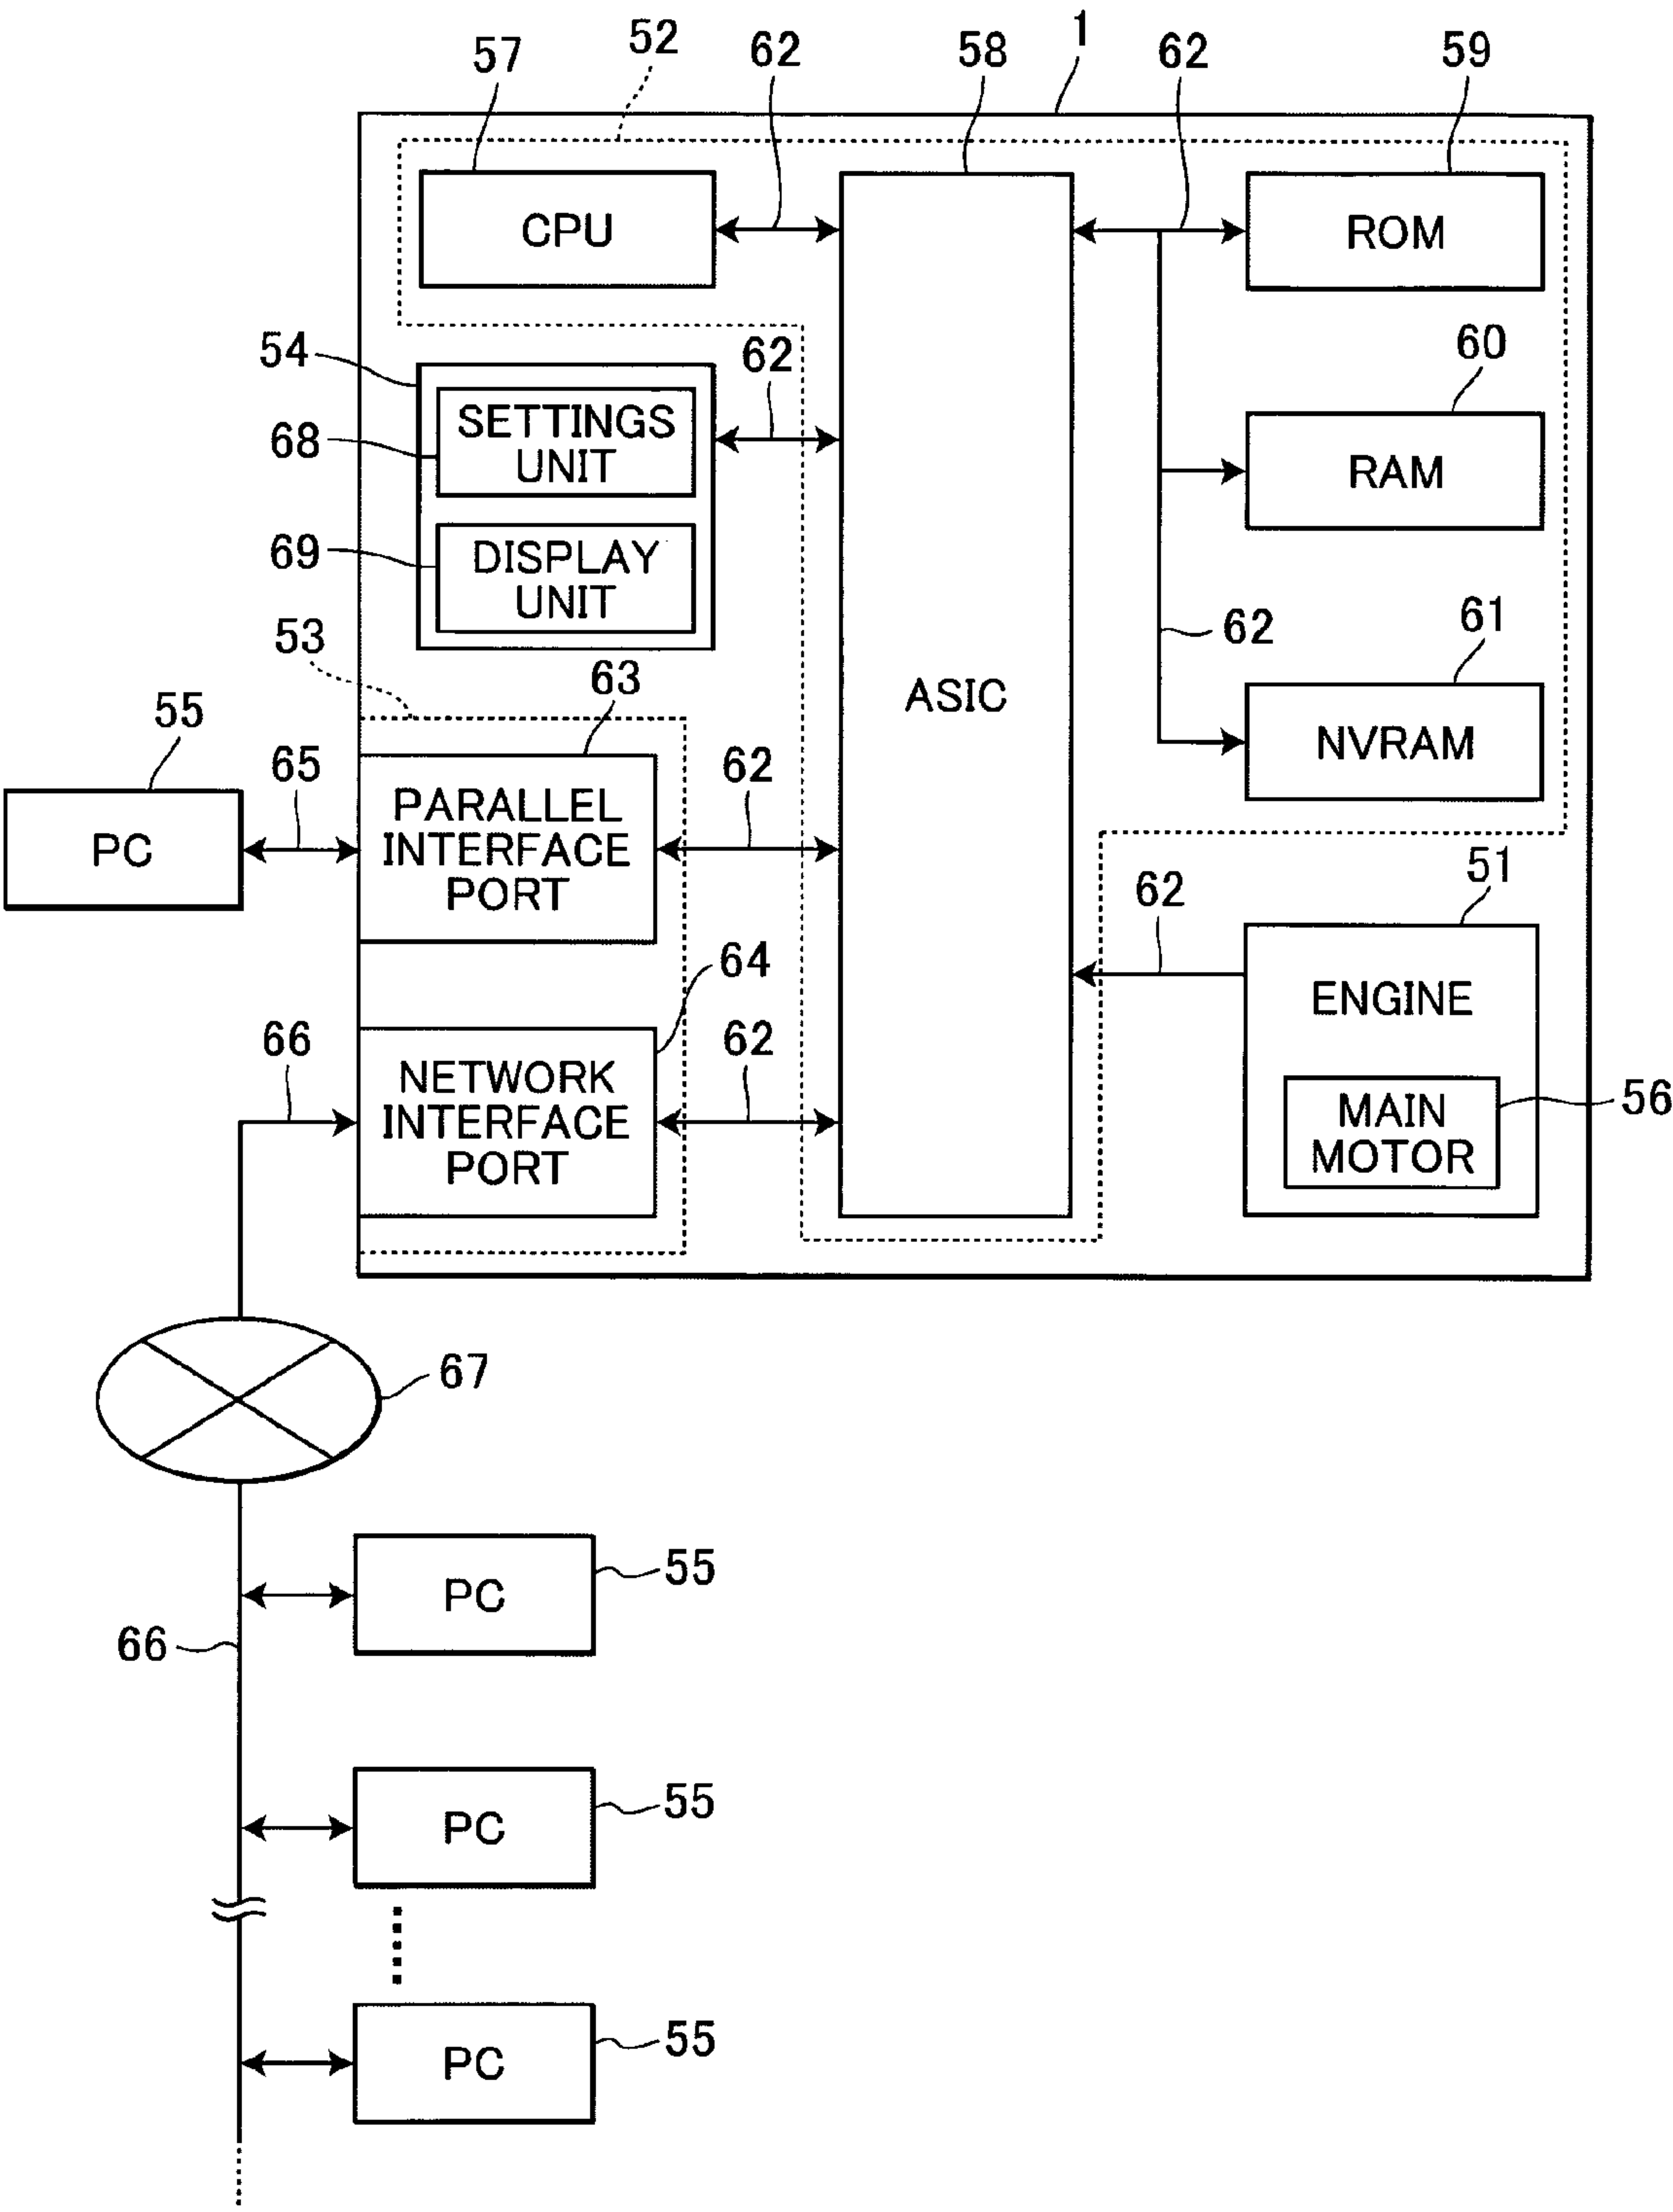 57
52
62
58
1
62
59
CPU
ROM
54
62
60
68
SETTINGS
UNIT
RAM
69
DISPLAY
UNIT
53
63
62
61
ASIC
55
65
62
NVRAM
PC
PARALLEL
INTERFACE
PORT
51
62
64
ENGINE
66
62
NETWORK
INTERFACE
PORT
MAIN
MOTOR
56
67
PC
55
66
PC
55
PC
55